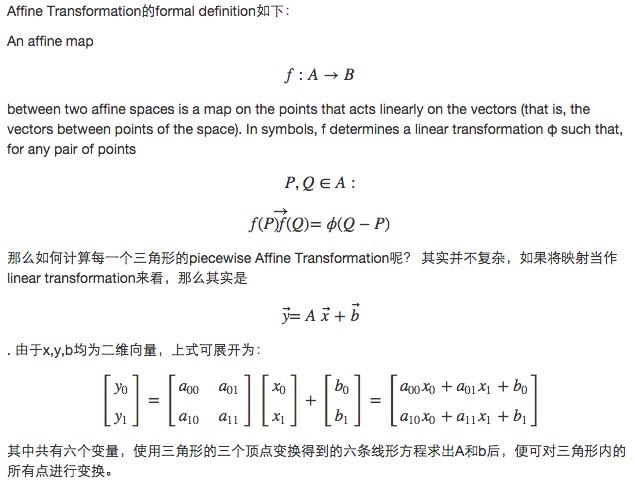 Affine Transformation的formal definition如下：
An affine map
f : A → B
between two affine spaces is a map on the points that acts linearly on the vectors (that is, the
vectors between points of the space). In symbols, f determines a linear transformation ϕ such that,
for any pair of points
P, Q ∈ A :
\overrightarrow{f(P)f(Q)} = ϕ(Q − P)
那么如何计算每一个三角形的piecewise Affine Transformation呢？ 其实并不复杂，如果将映射当作
linear transformation来看，那么其实是
\vec{y} = A \vec{x} + \vec{b}
. 由于x,y,b均为二维向量，上式可展开为：
\begin{bmatrix} y_0 \\ y_1 \end{bmatrix} = \begin{bmatrix} a_{00} & a_{01} \\ a_{10} & a_{11} \end{bmatrix} \begin{bmatrix} x_0 \\ x_1 \end{bmatrix} + \begin{bmatrix} b_0 \\ b_1 \end{bmatrix} = \begin{bmatrix} a_{00}x_0 + a_{01}x_1 + b_0 \\ a_{10}x_0 + a_{11}x_1 + b_1 \end{bmatrix}
其中共有六个变量，使用三角形的三个顶点变换得到的六条线形方程求出A和b后，便可对三角形内的
所有点进行变换。